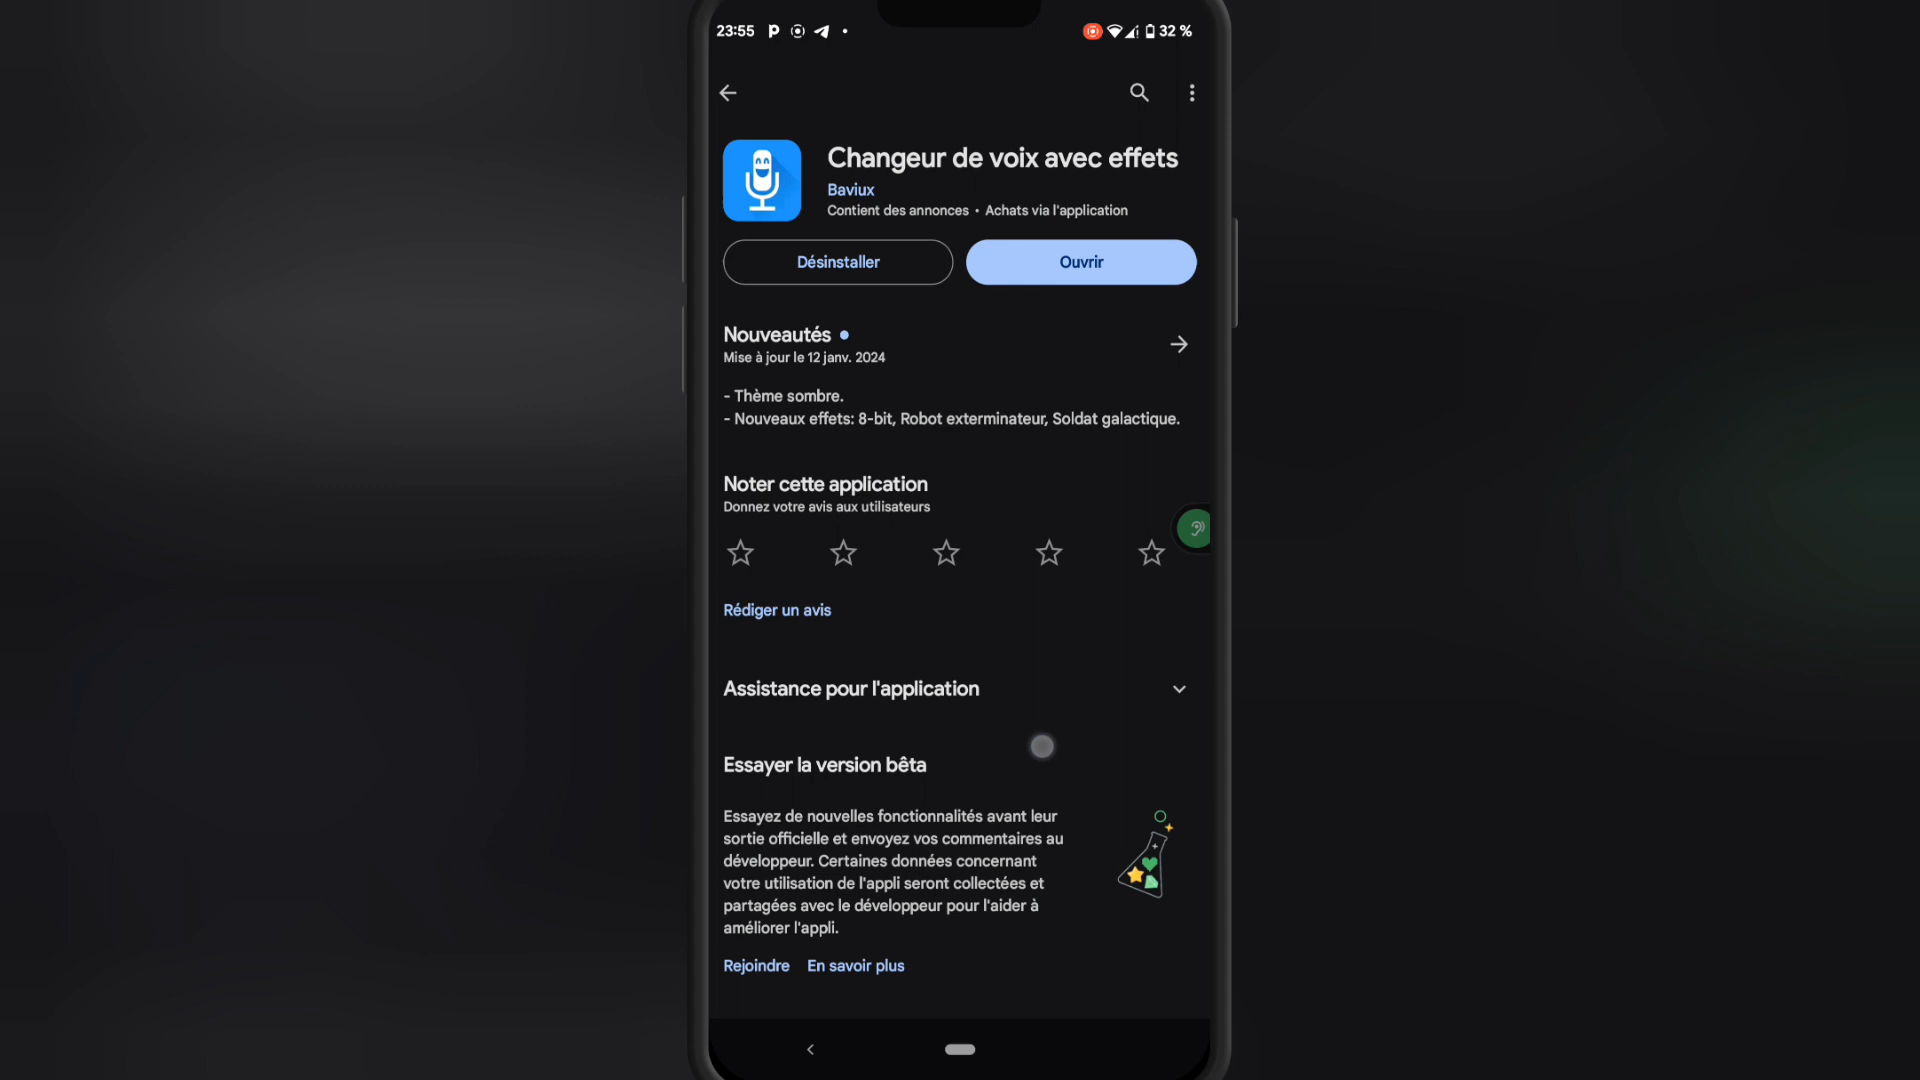 23:55 32 %
Changeur de voix avec effets
Baviux
Contient des annonces • Achats via l'application
Désinstaller Ouvrir
Nouveautés
Mise à jour le 12 janv. 2024
- Thème sombre.
- Nouveaux effets: 8-bit, Robot exterminateur, Soldat galactique.
Noter cette application
Donnez votre avis aux utilisateurs
Rédiger un avis
Assistance pour l'application
Essayer la version bêta
Essayez de nouvelles fonctionnalités avant leur
sortie officielle et envoyez vos commentaires au
développeur. Certaines données concernant
votre utilisation de l'appli seront collectées et
partagées avec le développeur pour l'aider à
améliorer l'appli.
Rejoindre En savoir plus